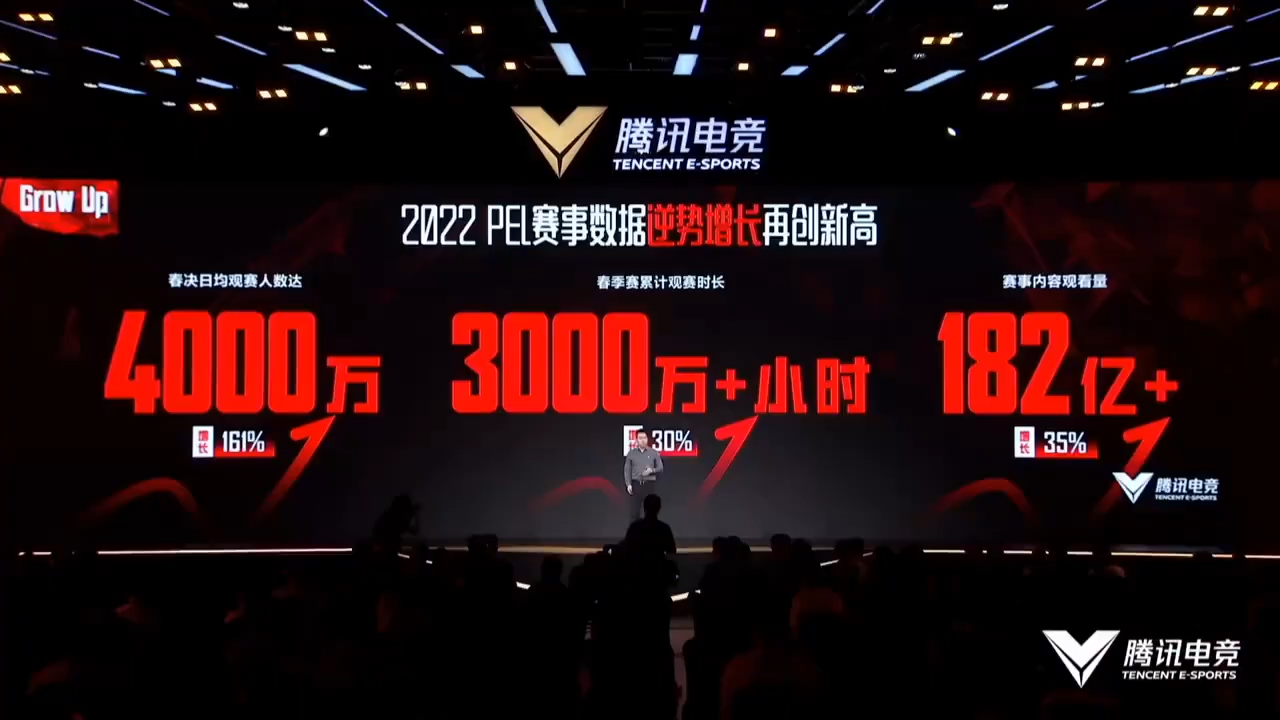 腾讯电竞
TENCENT E-SPORTS
Grow Up
2022 PEL赛事数据逆势增长再创新高
春决日均观赛人数达
4000万
增长 161%
春季赛累计观赛时长
3000万+小时
增长 30%
赛事内容观看量
182亿+
增长 35%
腾讯电竞
TENCENT E-SPORTS
腾讯电竞
TENCENT E-SPORTS